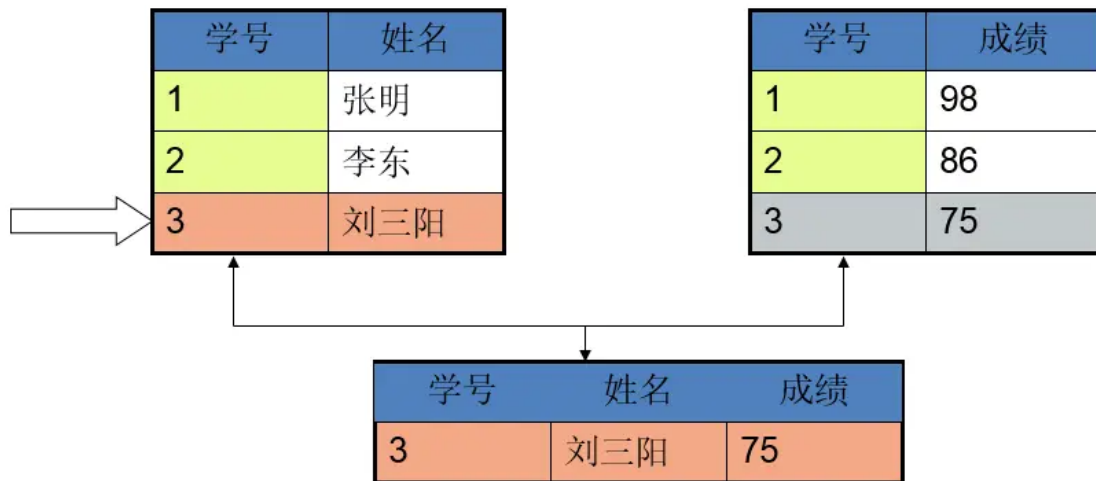 学号 姓名
1 张明
2 李东
3 刘三阳
学号 成绩
1 98
2 86
3 75
学号 姓名 成绩
3 刘三阳 75